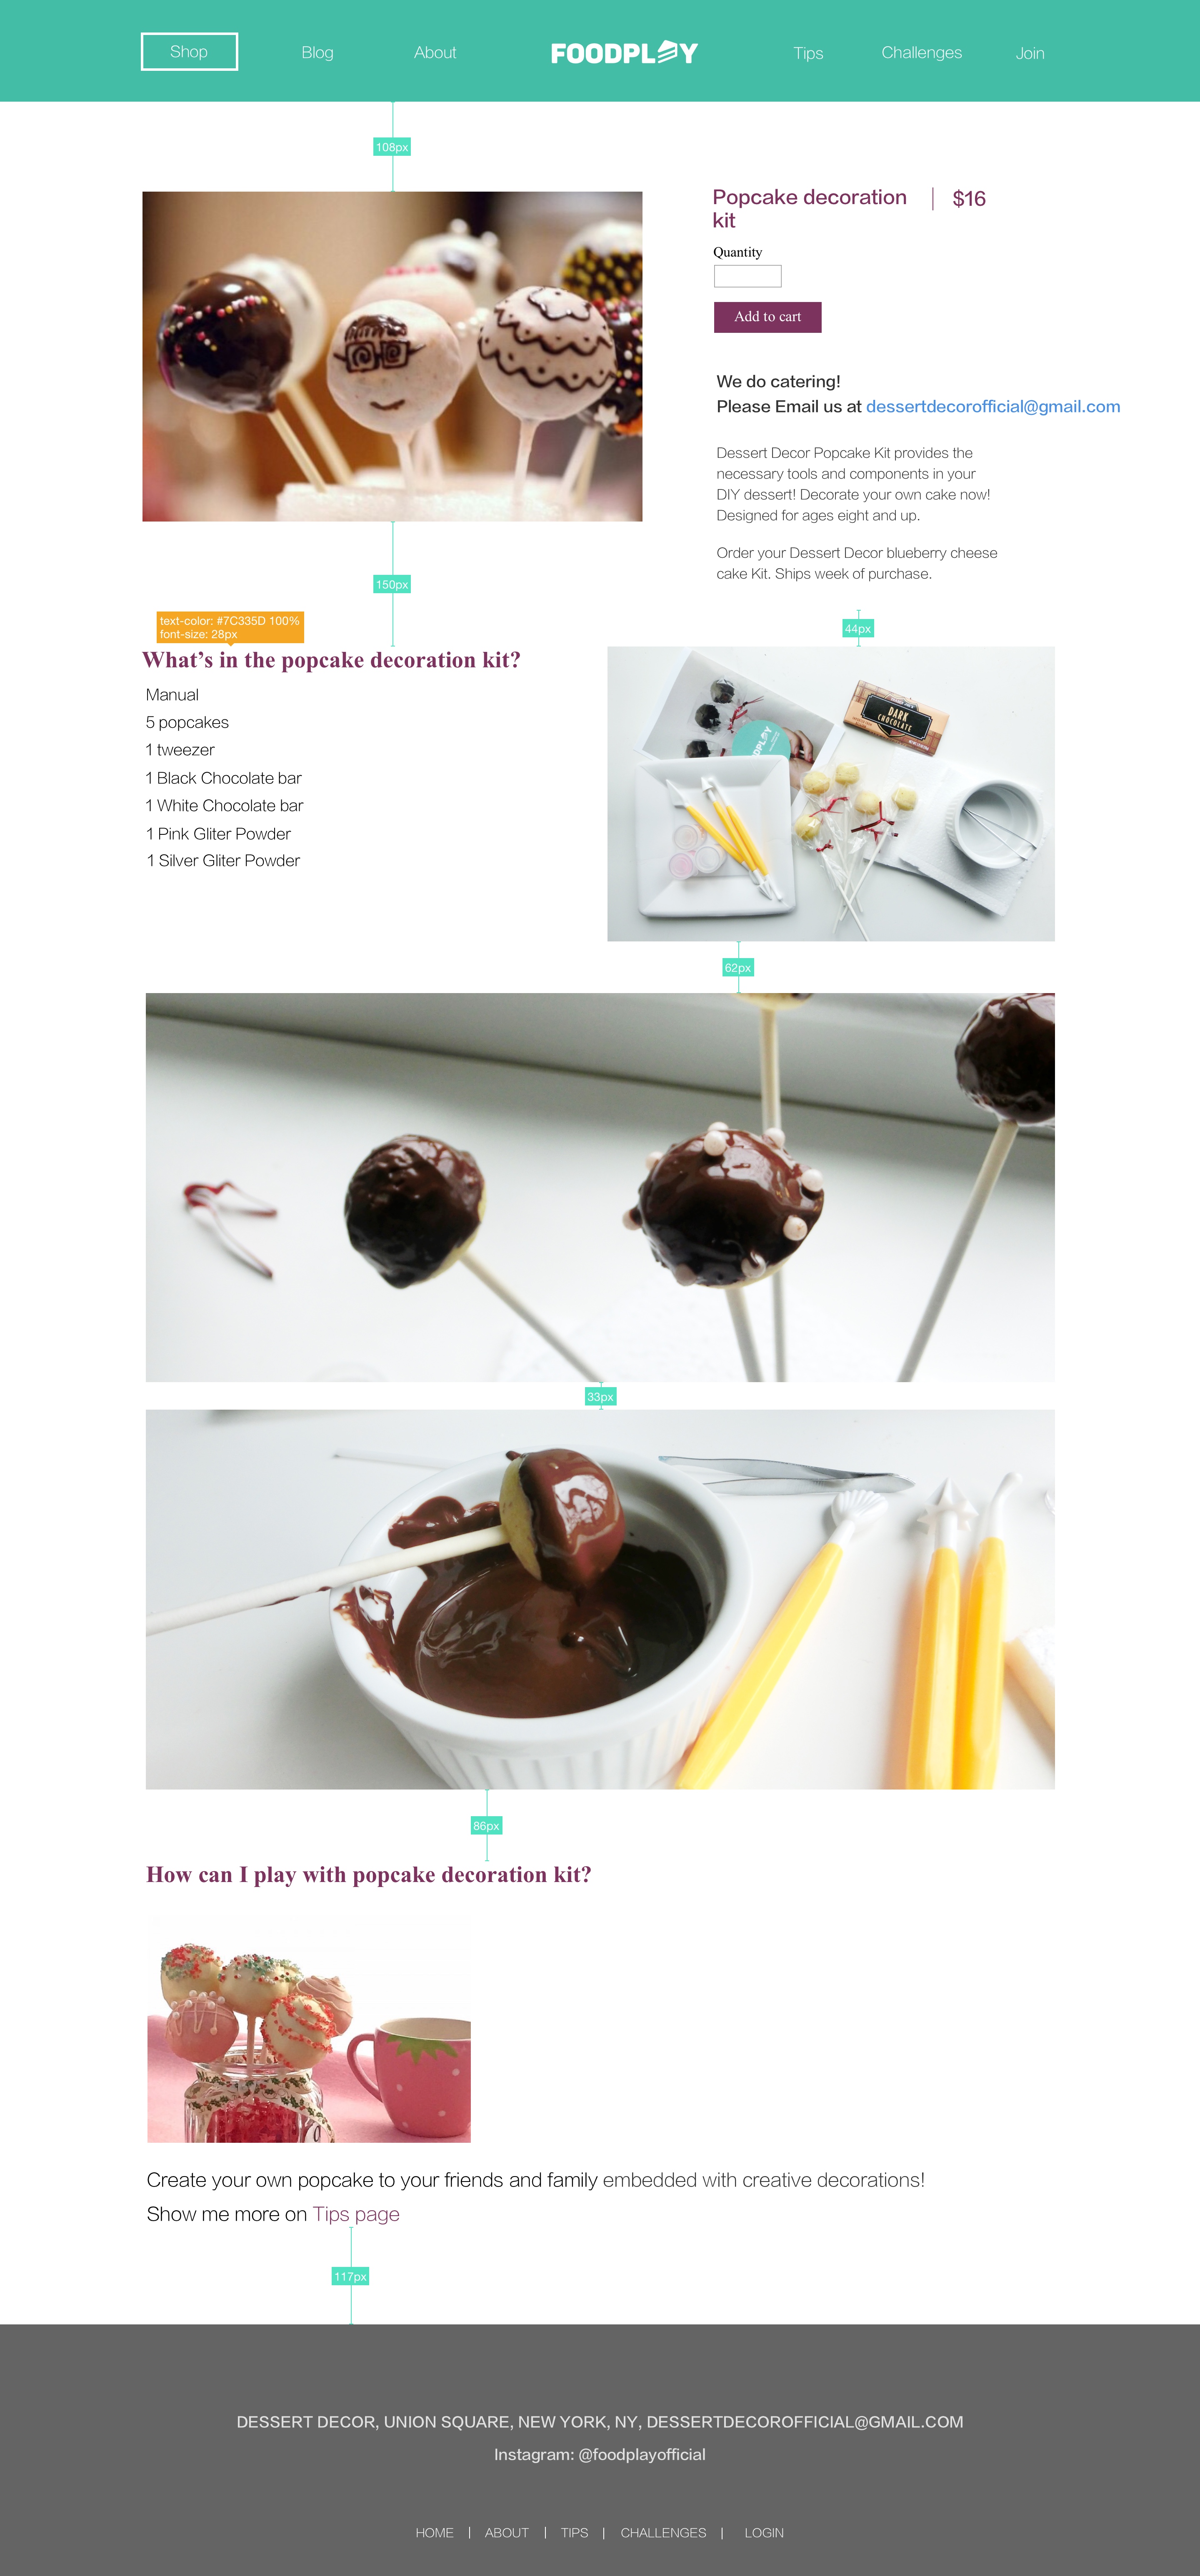 Shop
Blog
About
FOODPLAY
Tips
Challenges
Join
108px
Popcake decoration
kit
$16
Quantity
Add to cart
We do catering!
Please Email us at dessertdecorofficial@gmail.com
Dessert Decor Popcake Kit provides the
necessary tools and components in your
DIY dessert! Decorate your own cake now!
Designed for ages eight and up.
Order your Dessert Decor blueberry cheese
cake Kit. Ships week of purchase.
150px
44px
text-color: #7C335D 100%
font-size: 28px
What’s in the popcake decoration kit?
Manual
5 popcakes
1 tweezer
1 Black Chocolate bar
1 White Chocolate bar
1 Pink Gliter Powder
1 Silver Gliter Powder
DARK
CHOCOLATE
62px
33px
86px
How can I play with popcake decoration kit?
Create your own popcake to your friends and family embedded with creative decorations!
Show me more on Tips page
117px
DESSERT DECOR, UNION SQUARE, NEW YORK, NY, DESSERTDECOROFFICIAL@GMAIL.COM
Instagram: @foodplayofficial
HOME | ABOUT | TIPS | CHALLENGES | LOGIN